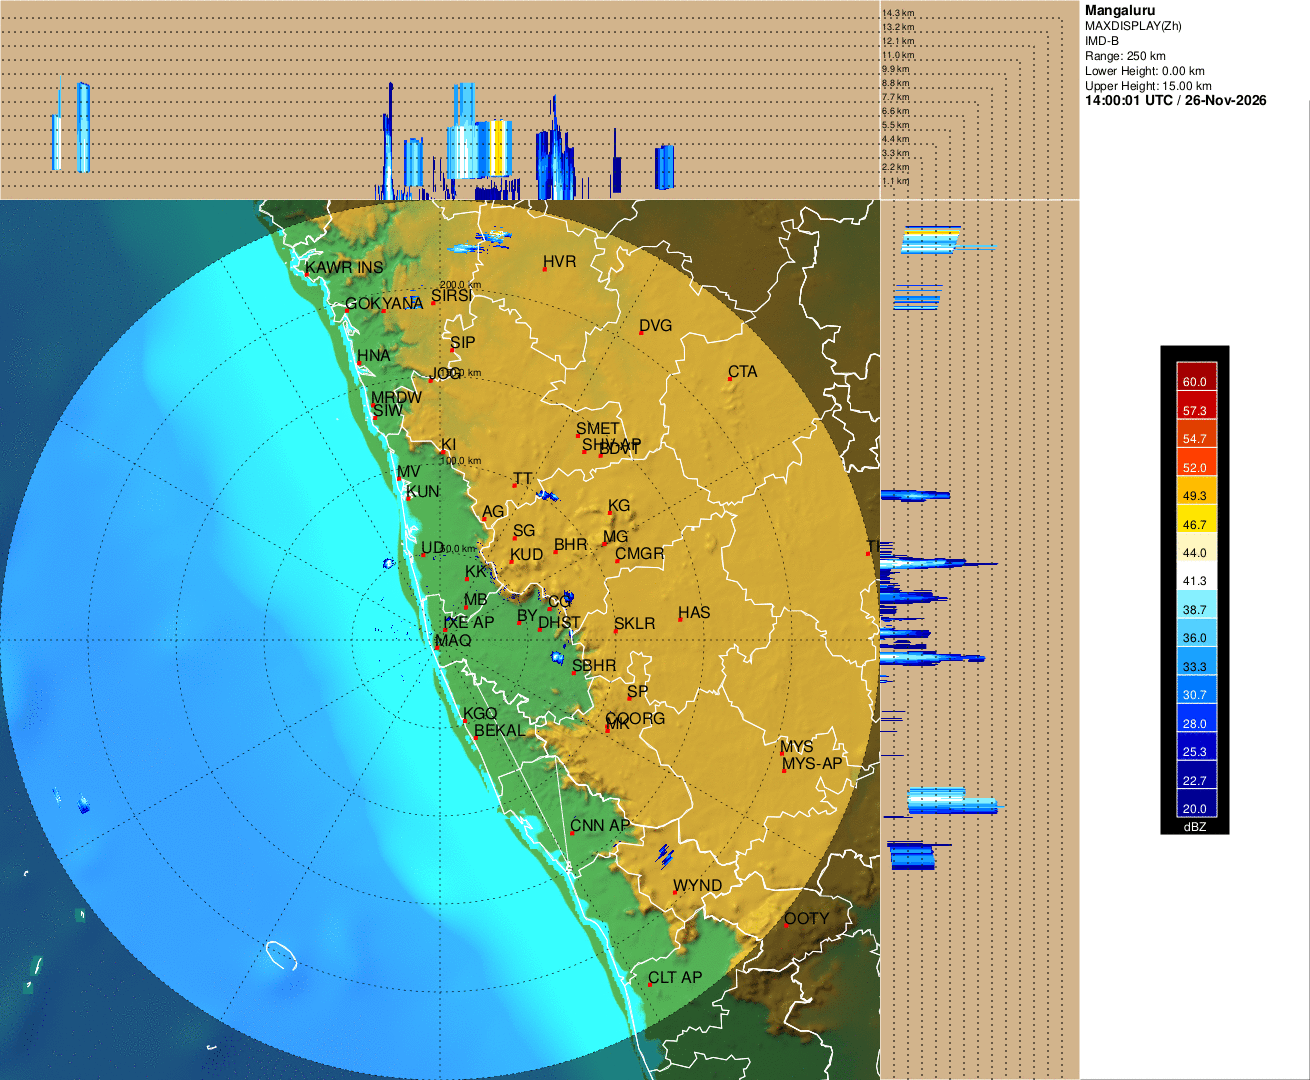 14.3 km
13.2 km
12.1 km
11.0 km
9.9 km
8.8 km
7.7 km
6.6 km
5.5 km
4.4 km
3.3 km
2.2 km
1.1 km
Mangaluru
MAXDISPLAY(Zh)
IMD-B
Range: 250 km
Lower Height: 0.00 km
Upper Height: 15.00 km
14:00:01 UTC / 26-Nov-2026
KAWR INS
HVR
200.0 km
SIRSI
GOKYANA
DVG
SIP
HNA
CTA
JOG
MRDW
SIW
SMET
SHV-AP
BDVT
KI
100.0 km
MV
TT
KUN
KG
AG
SG
MG
BHR
UD
50.0 km
KUD
CMGR
KK
MB
CG
IXE AP
BY
DHST
HAS
SKLR
MAQ
SBHR
SP
KGQ
COORG
MK
BEKAL
MYS
MYS-AP
CNN AP
WYND
OOTY
CLT AP
60.0
57.3
54.7
52.0
49.3
46.7
44.0
41.3
38.7
36.0
33.3
30.7
28.0
25.3
22.7
20.0
dBZ